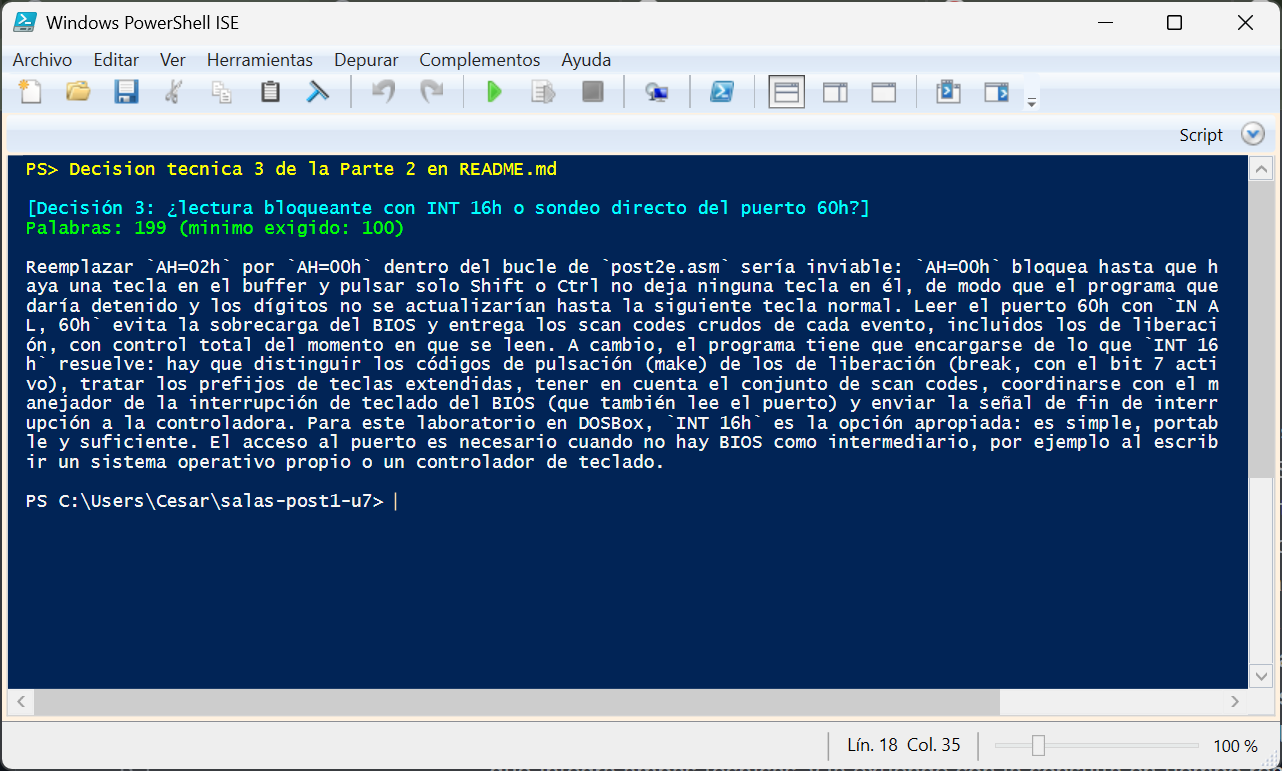 Windows PowerShell ISE
Archivo Editar Ver Herramientas Depurar Complementos Ayuda
Script
PS> Decision tecnica 3 de la Parte 2 en README.md
[Decisión 3: ¿lectura bloqueante con INT 16h o sondeo directo del puerto 60h?]
Palabras: 199 (minimo exigido: 100)
Reemplazar `AH=02h` por `AH=00h` dentro del bucle de `post2e.asm` sería inviable: `AH=00h` bloquea hasta que h
aya una tecla en el buffer y pulsar solo Shift o Ctrl no deja ninguna tecla en él, de modo que el programa que
daría detenido y los dígitos no se actualizarían hasta la siguiente tecla normal. Leer el puerto 60h con `IN A
L, 60h` evita la sobrecarga del BIOS y entrega los scan codes crudos de cada evento, incluidos los de liberaci
ón, con control total del momento en que se leen. A cambio, el programa tiene que encargarse de lo que `INT 16
h` resuelve: hay que distinguir los códigos de pulsación (make) de los de liberación (break, con el bit 7 acti
vo), tratar los prefijos de teclas extendidas, tener en cuenta el conjunto de scan codes, coordinarse con el m
anejador de la interrupción de teclado del BIOS (que también lee el puerto) y enviar la señal de fin de interr
upción a la controladora. Para este laboratorio en DOSBox, `INT 16h` es la opción apropiada: es simple, portab
le y suficiente. El acceso al puerto es necesario cuando no hay BIOS como intermediario, por ejemplo al escrib
ir un sistema operativo propio o un controlador de teclado.
PS C:\Users\Cesar\salas-post1-u7>
Lín. 18 Col. 35
100 %